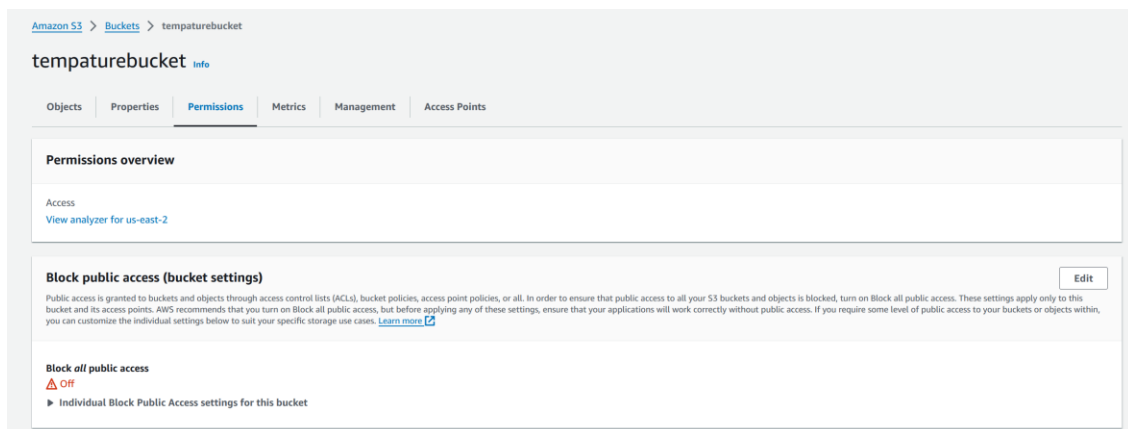 Amazon S3 > Buckets > tempaturebucket
tempaturebucket Info
Objects Properties Permissions Metrics Management Access Points
Permissions overview
Access
View analyzer for us-east-2
Block public access (bucket settings) Edit
Public access is granted to buckets and objects through access control lists (ACLs), bucket policies, access point policies, or all. In order to ensure that public access to all your S3 buckets and objects is blocked, turn on Block all public access. These settings apply only to this
bucket and its access points. AWS recommends that you turn on Block all public access, but before applying any of these settings, ensure that your applications will work correctly without public access. If you require some level of public access to your buckets or objects within,
you can customize the individual settings below to suit your specific storage use cases. Learn more
Block all public access
Off
Individual Block Public Access settings for this bucket